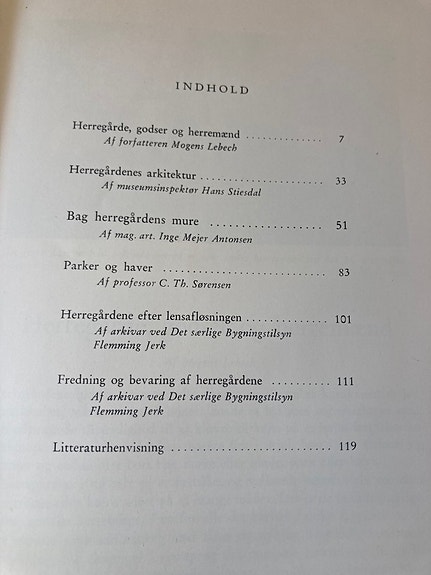 INDHOLD
Herregårde, godser og herremænd ............ 7
Af forfatteren Mogens Lebech
Herregårdenes arkitektur .................... 33
Af museumsinspektør Hans Stiesdal
Bag herregårdens mure .................. 51
Af mag. art. Inge Mejer Antonsen
Parker og haver .......................... 83
Af professor C. Th. Sørensen
Herregårdene efter lensafløsningen ............. 101
Af arkivar ved Det særlige Bygningstilsyn
Flemming Jerk
Fredning og bevaring af herregårdene .......... 111
Af arkivar ved Det særlige Bygningstilsyn
Flemming Jerk
Litteraturhenvisning .......................... 119